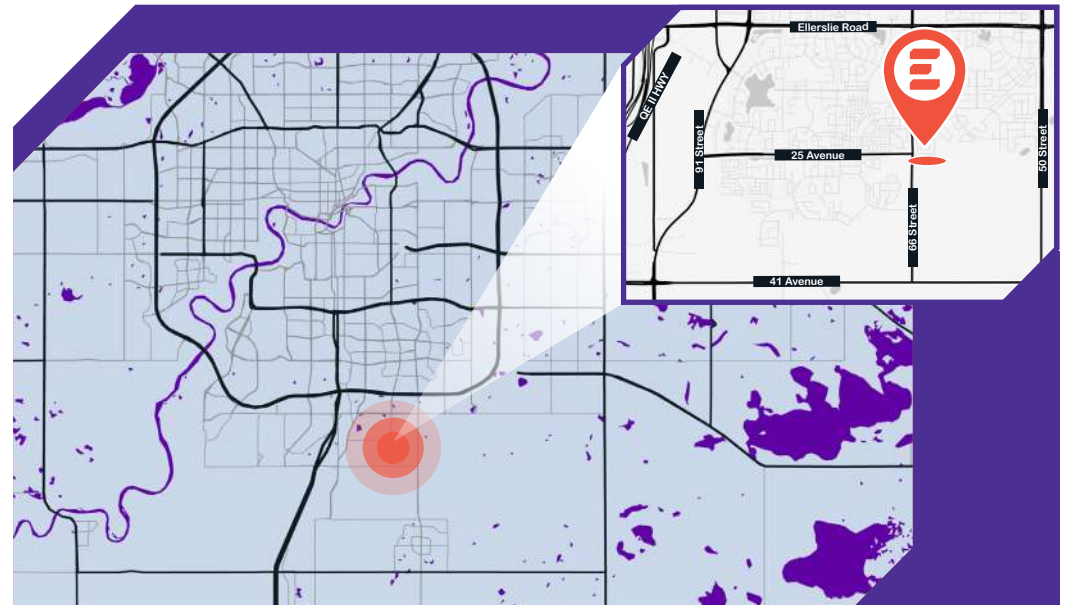 Ellerslie Road
QE II HWY
91 Street
25 Avenue
50 Street
66 Street
41 Avenue